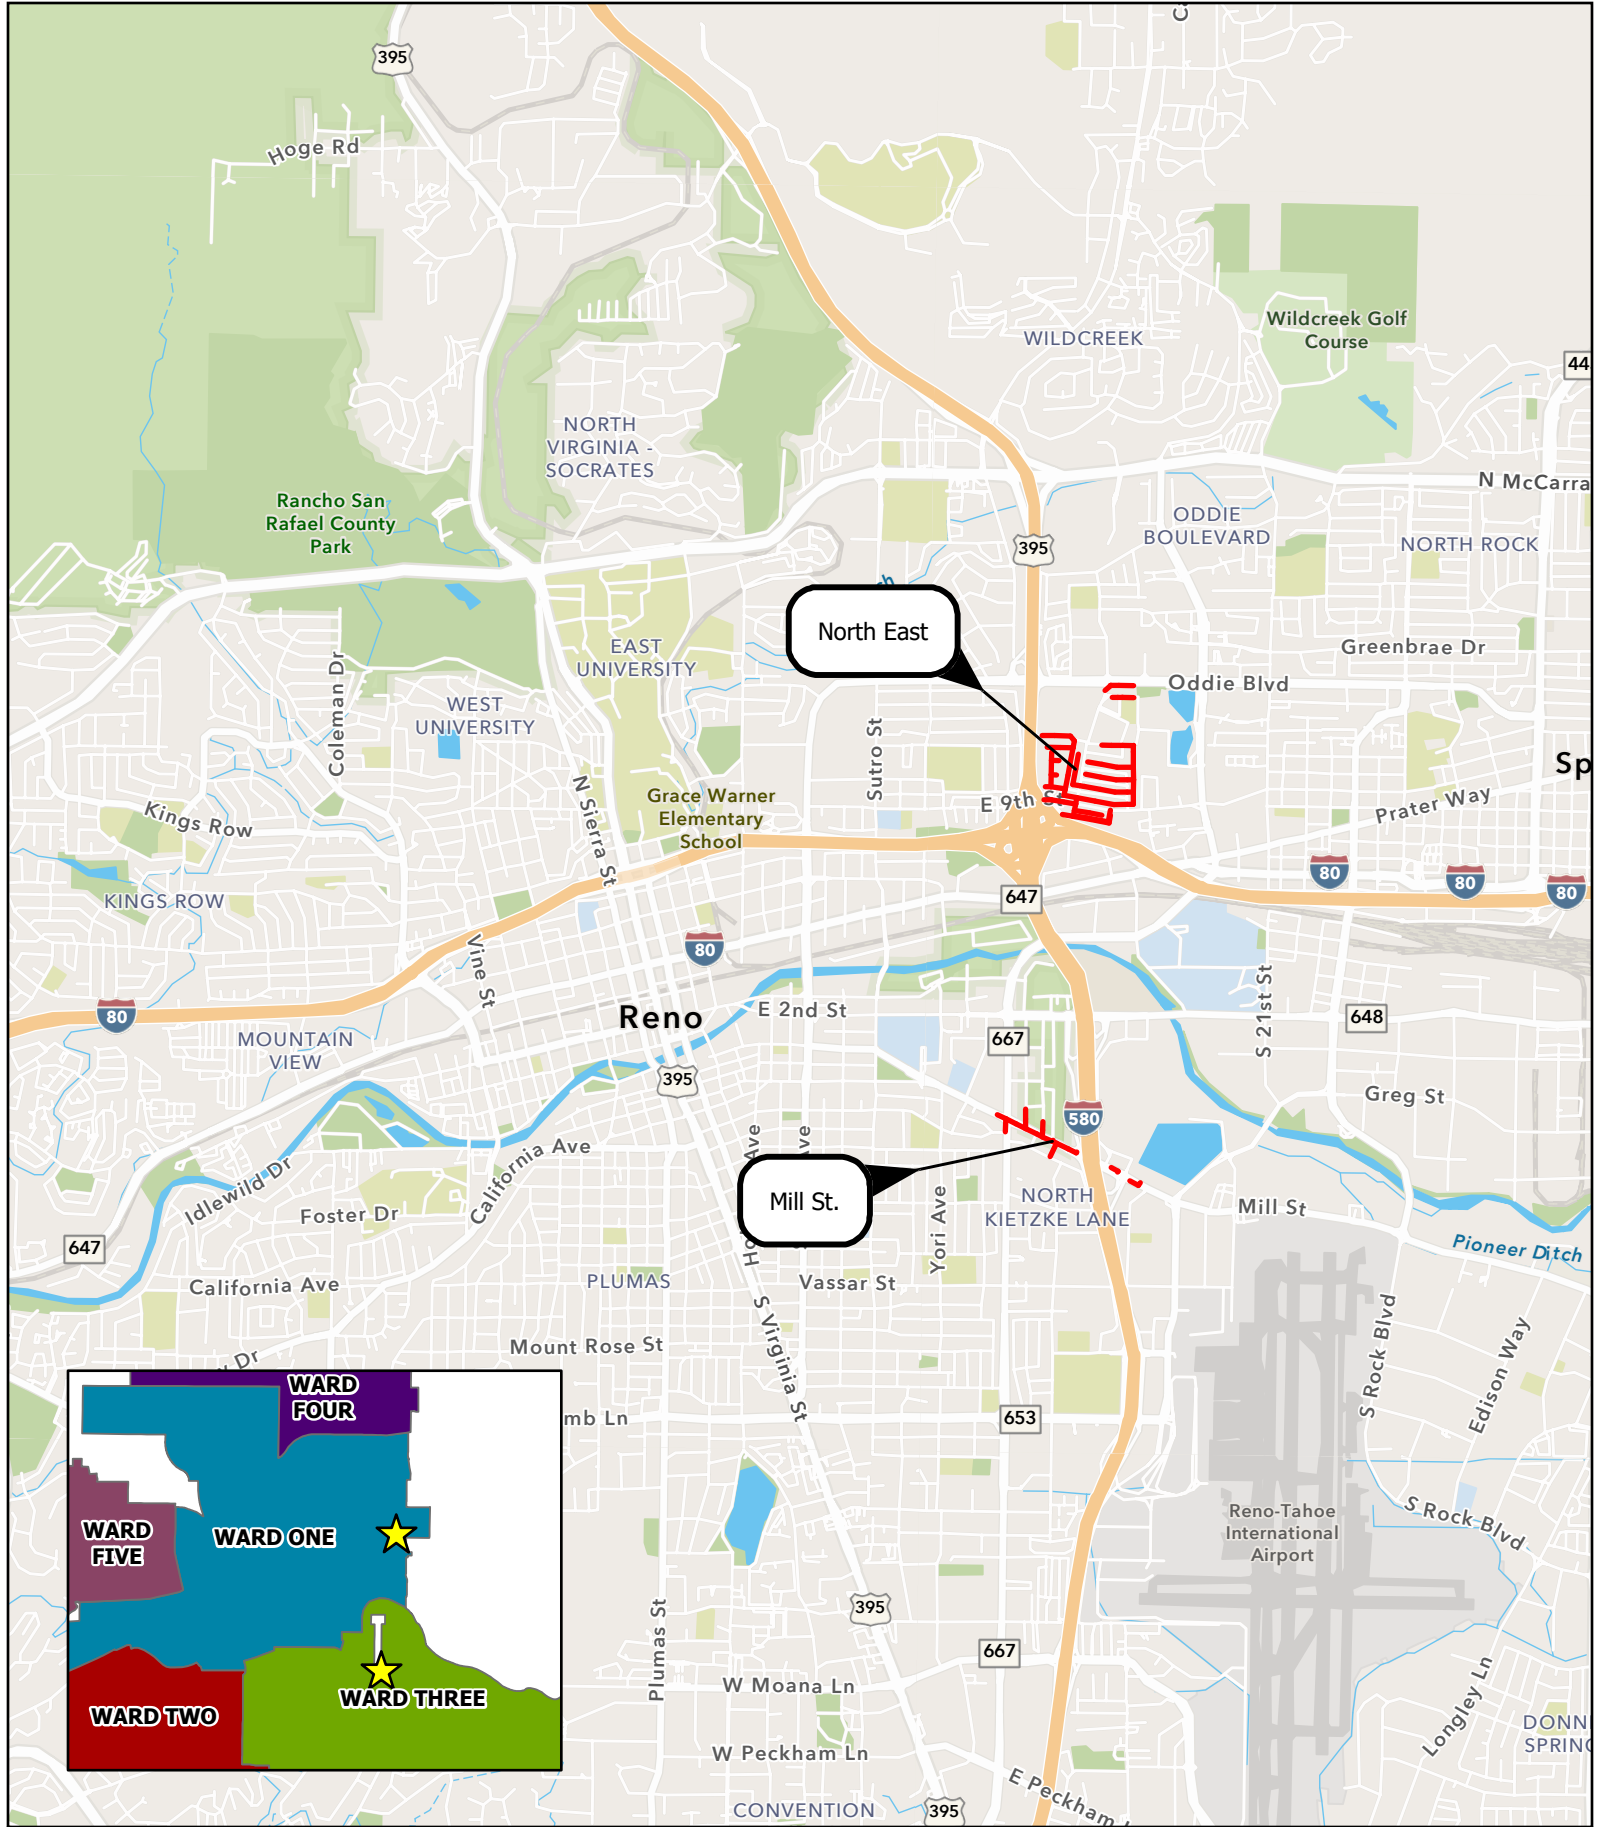 395
Hoge Rd
WILDCREEK
Wildcreek Golf
Course
44
NORTH
VIRGINIA -
SOCRATES
N McCarra
Rancho San
Rafael County
Park
ODDIE
BOULEVARD
NORTH ROCK
395
North East
EAST
UNIVERSITY
Greenbrae Dr
Coleman Dr
Oddie Blvd
WEST
UNIVERSITY
Sutro St
Sp
N Sierra St
Grace Warner
Elementary
School
E 9th St
Prater Way
Kings Row
KINGS ROW
80
80
80
647
Vine St
80
80
Reno
E 2nd St
S 21st St
648
MOUNTAIN
VIEW
667
395
Greg St
580
California Ave
Idlewild Dr
Mill St.
Yori Ave
NORTH
KIETZKE LANE
Mill St
Foster Dr
647
Pioneer Ditch
California Ave
PLUMAS
Vassar St
S Virginia St
S Rock Blvd
Edison Way
Mount Rose St
Dr
WARD
FOUR
mb Ln
653
WARD
FIVE
WARD ONE
Reno-Tahoe
International
Airport
S Rock Blvd
395
Plumas St
667
WARD THREE
WARD TWO
W Moana Ln
Longley Ln
DONN
SPRING
W Peckham Ln
E Peckham
CONVENTION
395